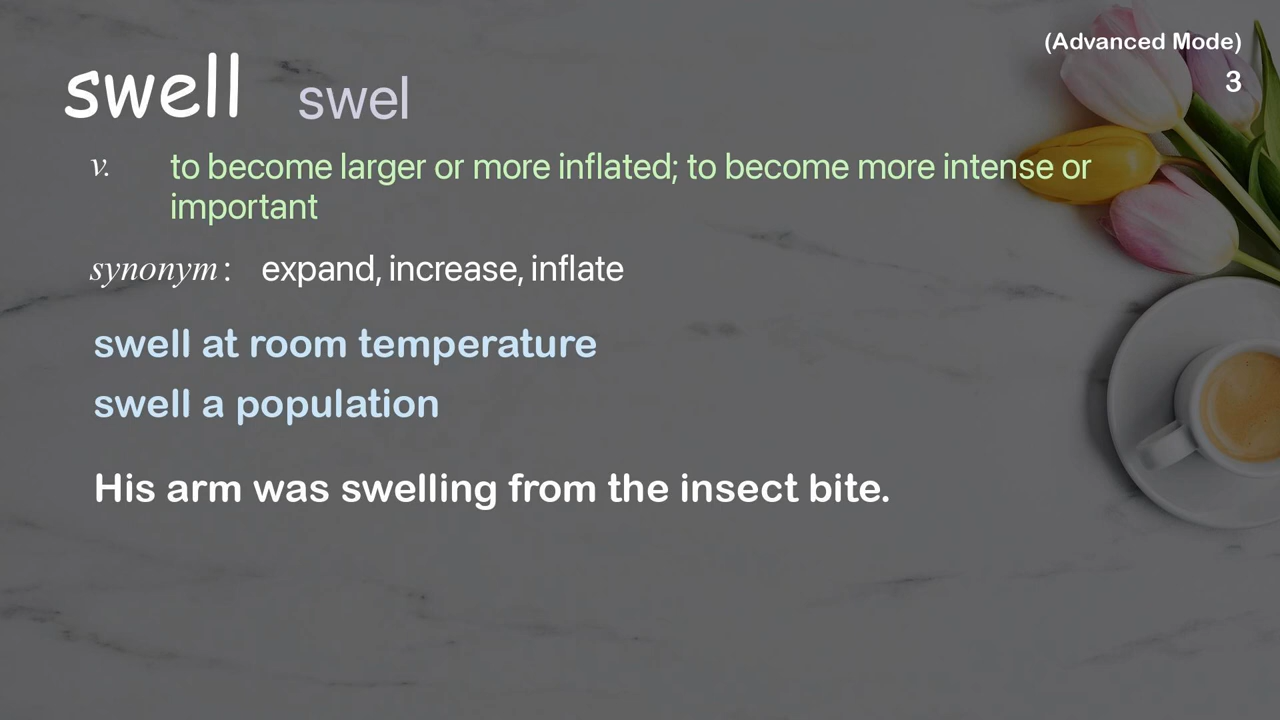 (Advanced Mode)
3
swell swel
v. to become larger or more inflated; to become more intense or
important
synonym: expand, increase, inflate
swell at room temperature
swell a population
His arm was swelling from the insect bite.